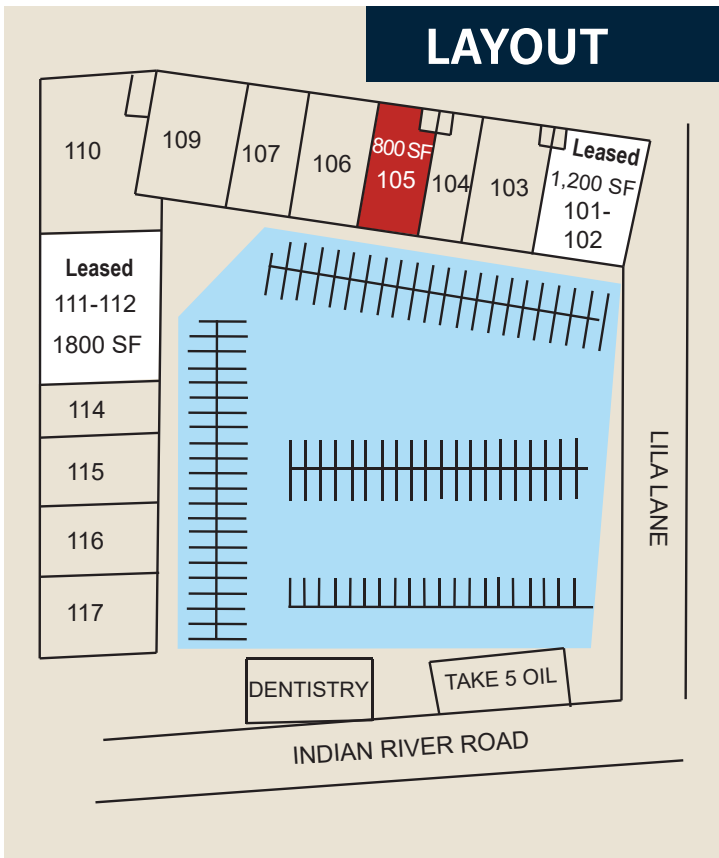 LAYOUT
110
109
107
106
800 SF
105
104
103
Leased
1,200 SF
101-
102
Leased
111-112
1800 SF
114
115
116
117
LILA LANE
DENTISTRY
TAKE 5 OIL
INDIAN RIVER ROAD